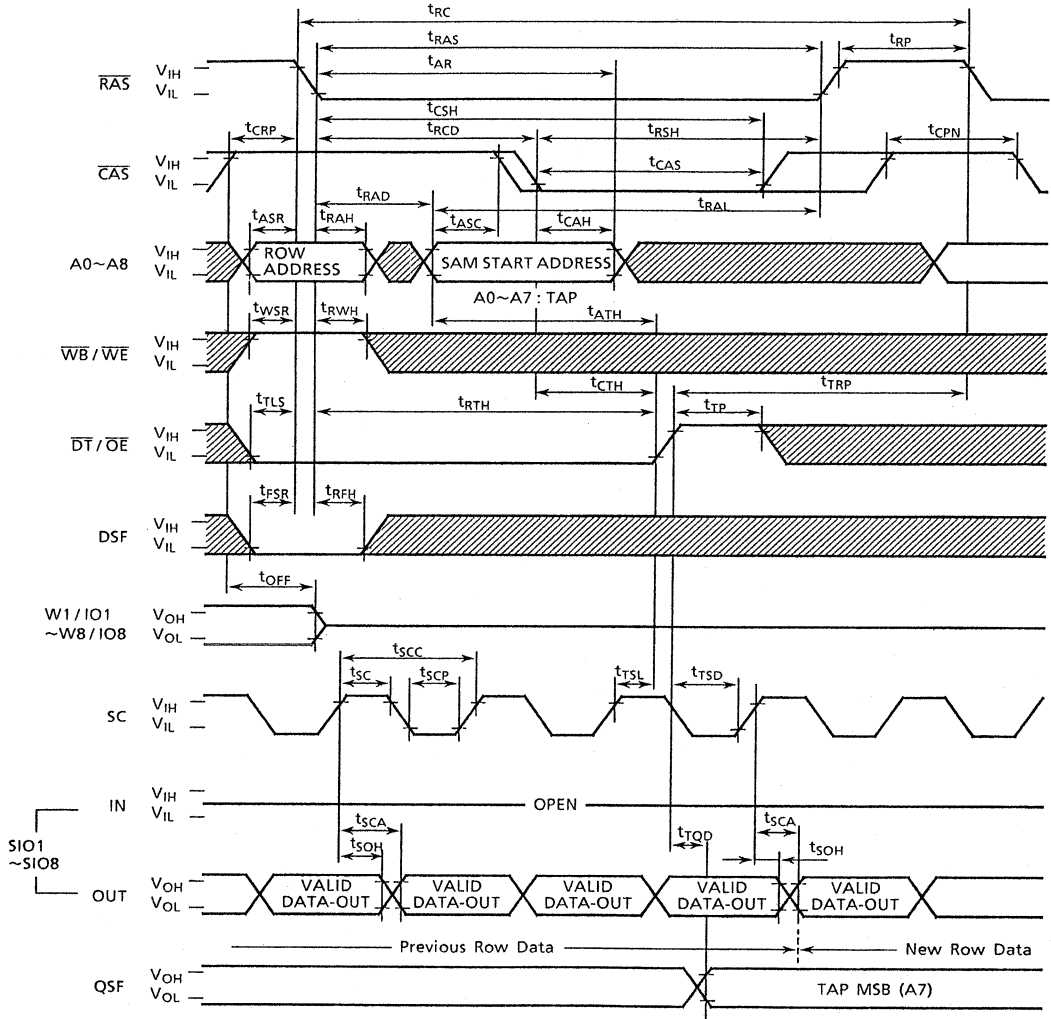 tRC
tRAS
tRP
tAR
RAS
VIH
VIL
tCSH
tCRP
tRCD
tRSH
tCPN
CAS
VIH
VIL
tCAS
tRAD
tRAL
tASR
tRAH
tASC
tCAH
A0~A8
VIH
VIL
ROW
ADDRESS
SAM START ADDRESS
A0~A7 : TAP
tWSR
tRWH
tATH
WB / WE
VIH
VIL
tCTH
tTRP
tTLS
tRTH
tTP
DT / OE
VIH
VIL
tFSR
tRFH
DSF
VIH
VIL
tOFF
W1 / IO1
~W8 / IO8
VOH
VOL
tSCC
tSC
tSCP
tTSL
tTSD
SC
VIH
VIL
SIO1
~SIO8
IN
VIH
VIL
OPEN
tSCA
tSOH
tTQD
tSCA
tSOH
OUT
VOH
VOL
VALID
DATA-OUT
VALID
DATA-OUT
VALID
DATA-OUT
VALID
DATA-OUT
VALID
DATA-OUT
Previous Row Data
New Row Data
QSF
VOH
VOL
TAP MSB (A7)